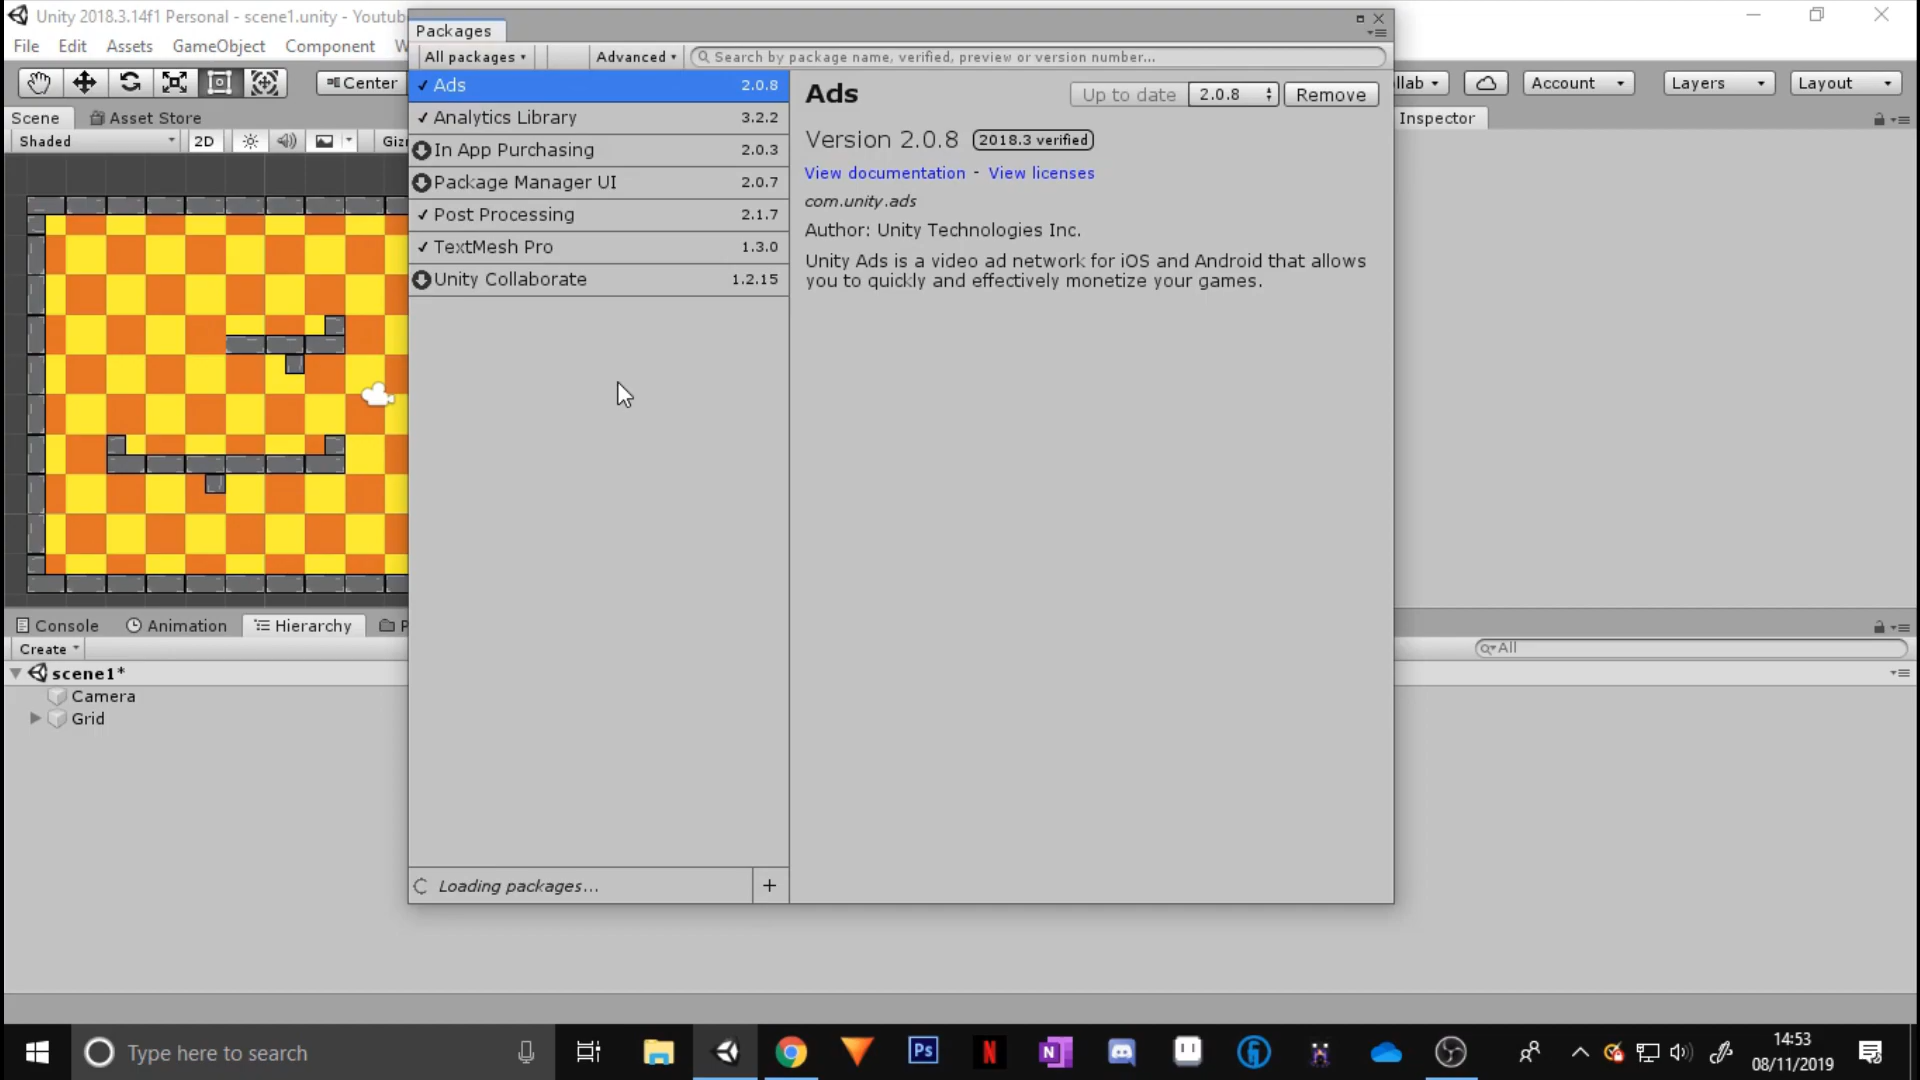 Unity 2018.3.14f1 Personal - scene1.unity - Youtub
File Edit Assets GameObject Component W
Center
llab
Account
Layers
Layout
Scene
Asset Store
Shaded
2D
Giz
Packages
All packages
Advanced
Search by package name, verified, preview or version number...
Ads 2.0.8
Analytics Library 3.2.2
In App Purchasing 2.0.3
Package Manager UI 2.0.7
Post Processing 2.1.7
TextMesh Pro 1.3.0
Unity Collaborate 1.2.15
Loading packages...
+
Ads
Up to date
2.0.8
Remove
Version 2.0.8 2018.3 verified
View documentation - View licenses
com.unity.ads
Author: Unity Technologies Inc.
Unity Ads is a video ad network for iOS and Android that allows
you to quickly and effectively monetize your games.
Inspector
Console
Animation
Hierarchy
P
Create
All
scene1*
Camera
Grid
Type here to search
Ps
N
N
14:53
08/11/2019